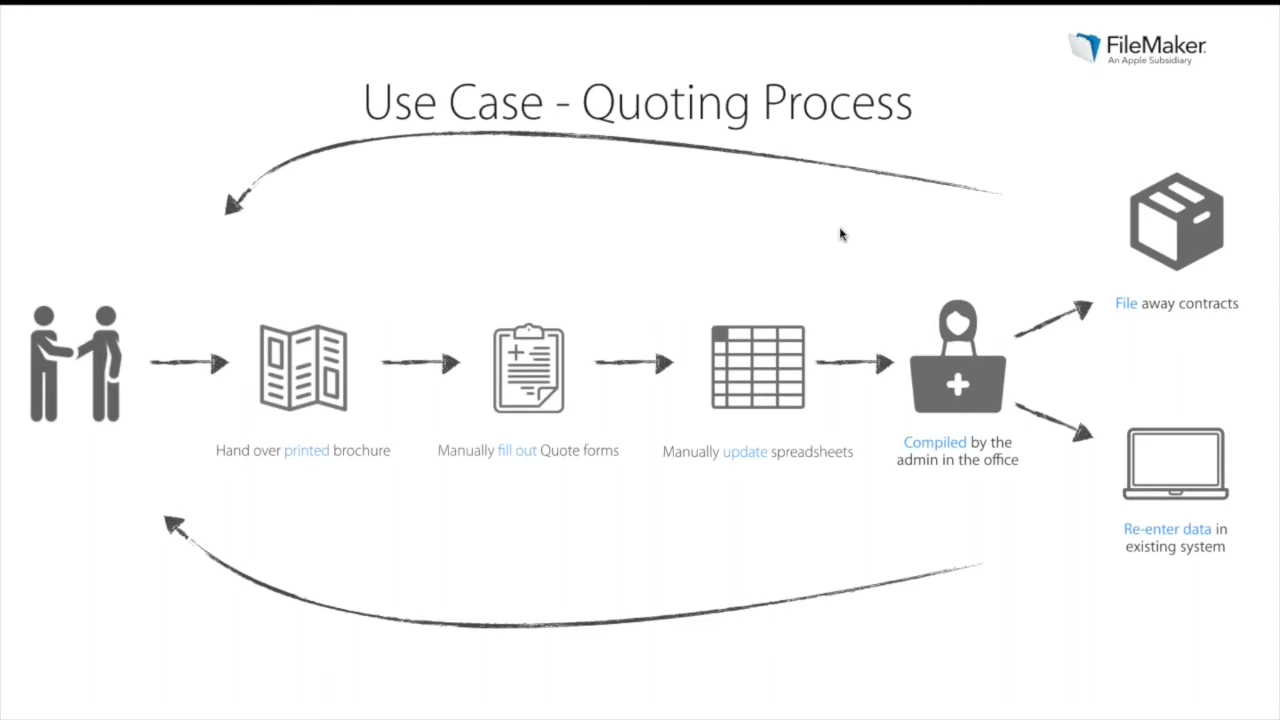 FileMaker
An Apple Subsidiary
Use Case - Quoting Process
File away contracts
Hand over printed brochure
Manually fill out Quote forms
Manually update spreadsheets
Compiled by the
admin in the office
Re-enter data in
existing system